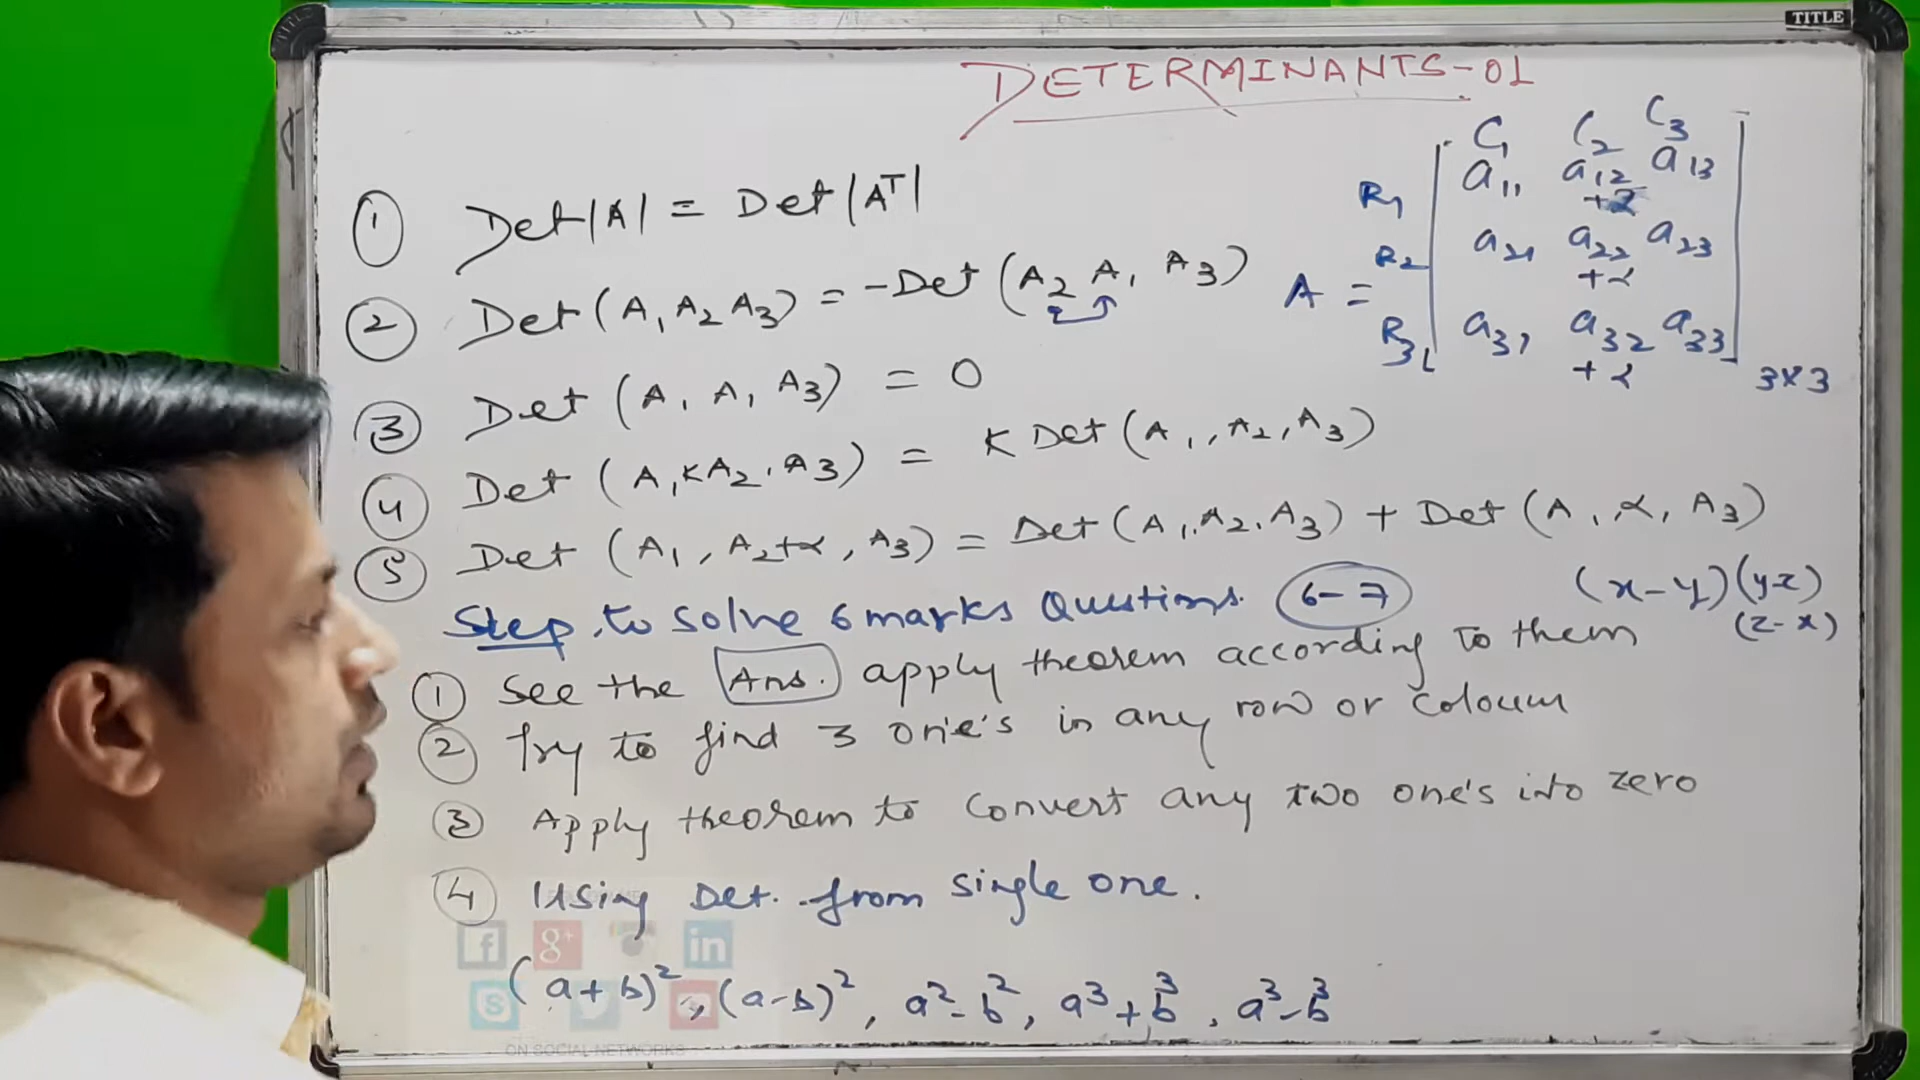 TITLE
DETERMINANTS-01
① Det|A| = Det|Aᵀ|
② Det(A₁ A₂ A₃) = -Det(A₂ A₁ A₃)
③ Det(A₁ A₁ A₃) = 0
④ Det(A₁ KA₂, A₃) = K Det(A₁, A₂, A₃)
⑤ Det(A₁, A₂+α, A₃) = Det(A₁, A₂, A₃) + Det(A₁, α, A₃)
C₁ C₂ C₃
R₁ a₁₁ a₁₂ a₁₃
+α
A = R₂ a₂₁ a₂₂ a₂₃
+α
R₃ a₃₁ a₃₂ a₃₃
+α 3x3
Step to solve 6 marks Questions. 6-7
(x-y)(y-z)
(z-x)
① See the Ans. apply theorem according to them
② Try to find 3 one's in any row or coloum
③ Apply theorem to convert any two one's into zero
④ Using Det. from single one.
(a+b)², (a-b)², a²-b², a³+b³, a³-b³
ON SOCIAL NETWORKS